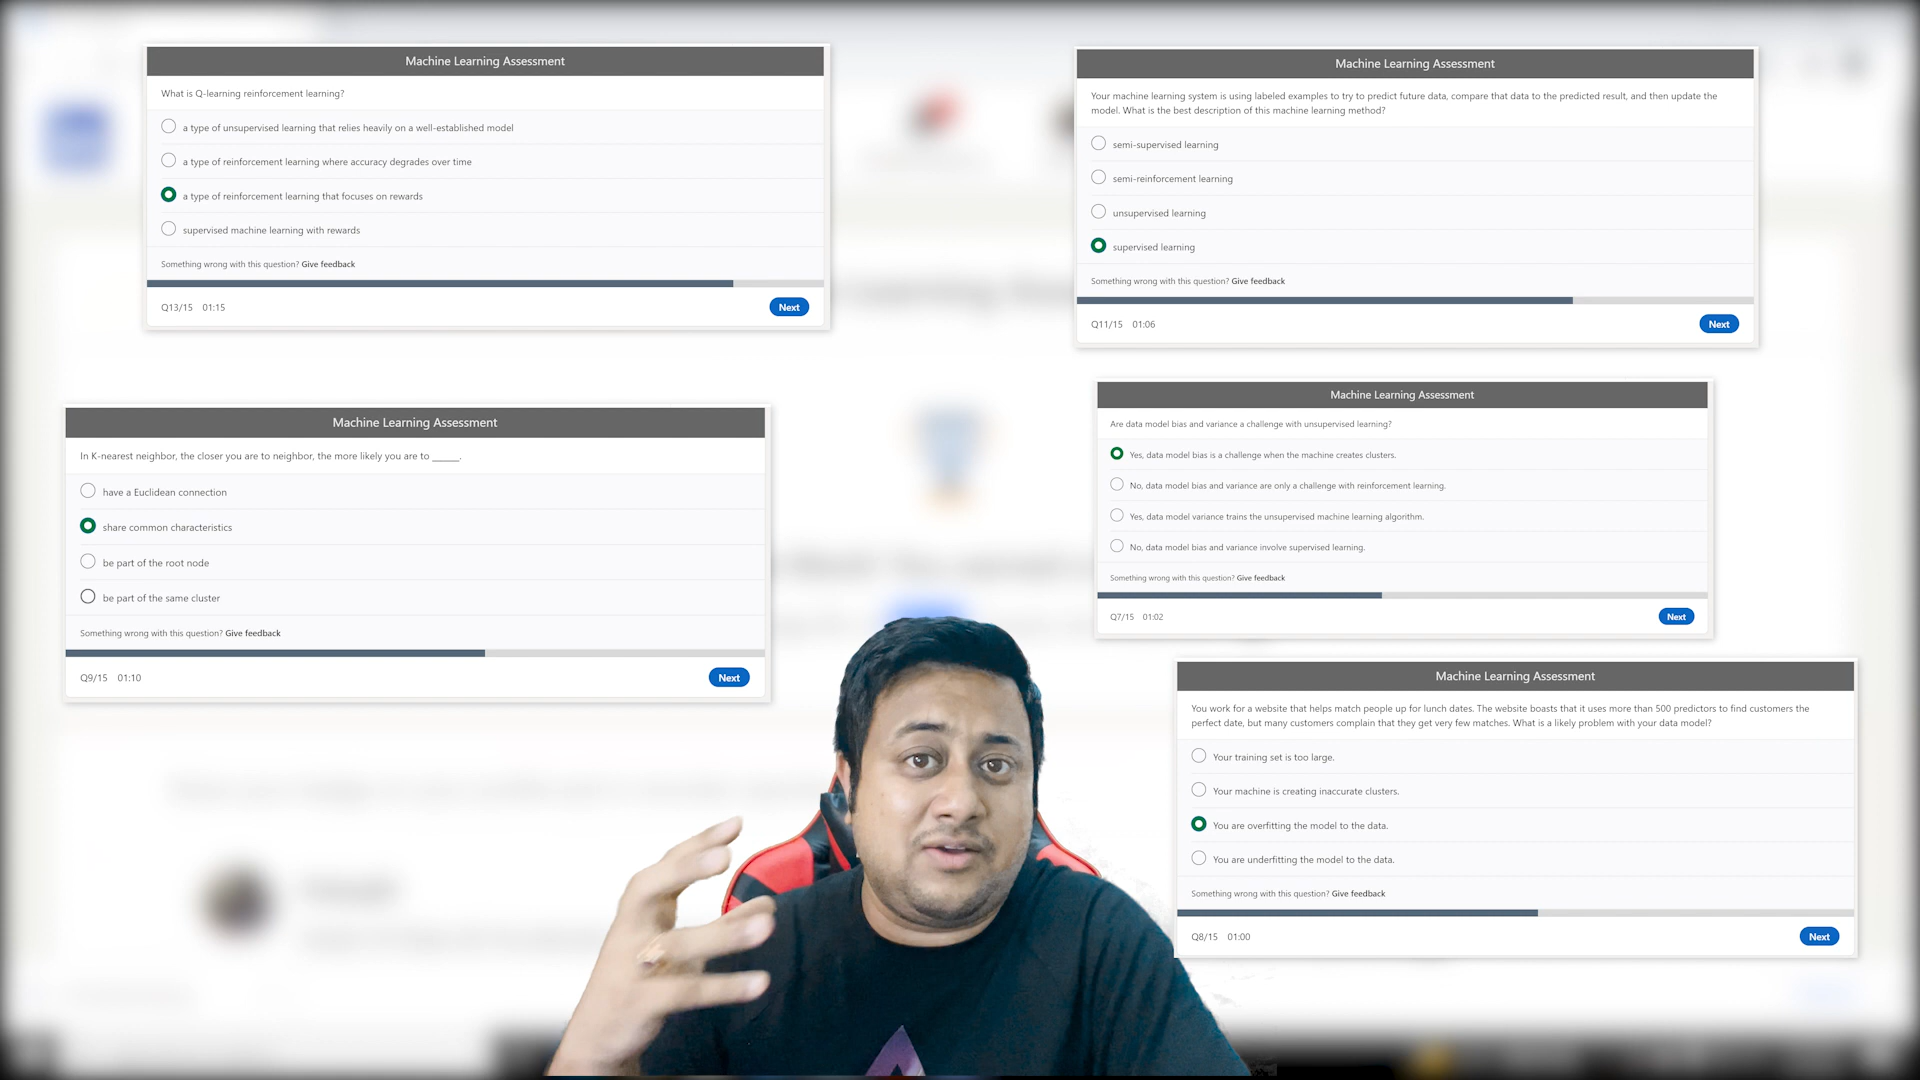 Machine Learning Assessment
What is Q-learning reinforcement learning?
a type of unsupervised learning that relies heavily on a well-established model
a type of reinforcement learning where accuracy degrades over time
a type of reinforcement learning that focuses on rewards
supervised machine learning with rewards
Something wrong with this question? Give feedback
Q13/15 01:15
Next
Machine Learning Assessment
Your machine learning system is using labeled examples to try to predict future data, compare that data to the predicted result, and then update the
model. What is the best description of this machine learning method?
semi-supervised learning
semi-reinforcement learning
unsupervised learning
supervised learning
Something wrong with this question? Give feedback
Q11/15 01:06
Next
Machine Learning Assessment
In K-nearest neighbor, the closer you are to neighbor, the more likely you are to _____.
have a Euclidean connection
share common characteristics
be part of the root node
be part of the same cluster
Something wrong with this question? Give feedback
Q9/15 01:10
Next
Machine Learning Assessment
Are data model bias and variance a challenge with unsupervised learning?
Yes, data model bias is a challenge when the machine creates clusters.
No, data model bias and variance are only a challenge with reinforcement learning.
Yes, data model variance trains the unsupervised machine learning algorithm.
No, data model bias and variance involve supervised learning.
Something wrong with this question? Give feedback
Q7/15 01:02
Next
Machine Learning Assessment
You work for a website that helps match people up for lunch dates. The website boasts that it uses more than 500 predictors to find customers the
perfect date, but many customers complain that they get very few matches. What is a likely problem with your data model?
Your training set is too large.
Your machine is creating inaccurate clusters.
You are overfitting the model to the data.
You are underfitting the model to the data.
Something wrong with this question? Give feedback
Q8/15 01:00
Next